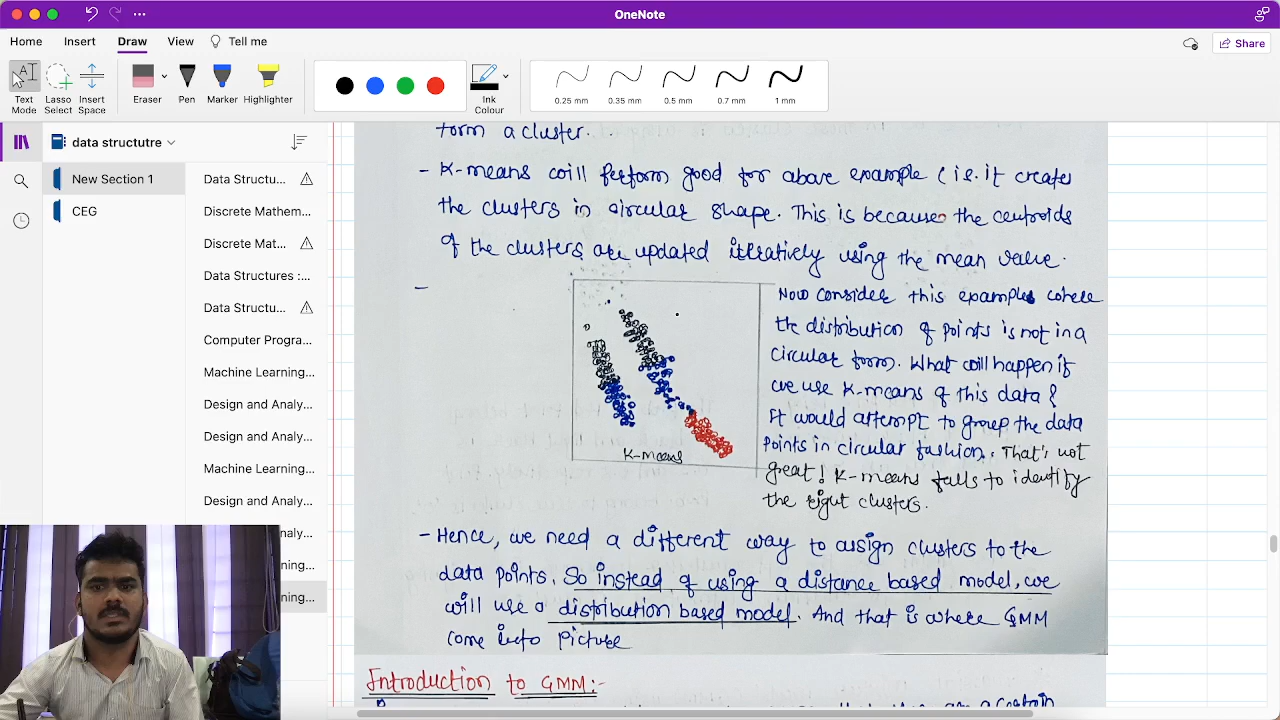 OneNote
Home Insert Draw View Tell me
Share
Text Mode
Lasso Select
Insert Space
Eraser
Pen
Marker
Highlighter
Ink Colour
0.25 mm 0.35 mm 0.5 mm 0.7 mm 1 mm
data structutre
New Section 1
CEG
Data Structu...
Discrete Mathem...
Discrete Mat...
Data Structures :...
Data Structu...
Computer Progra...
Machine Learning...
Design and Analy...
Design and Analy...
Machine Learning...
Design and Analy...
form a cluster.
- K-means will perform good for above example (i.e. it creates
the clusters in circular shape. This is because the centroids
of the clusters are updated iteratively using the mean value.
-
K-means
Now consider this example where
the distribution of points is not in a
circular form. What will happen if
we use K-means of this data?
It would attempt to group the data
points in circular fashion. That's not
great! K-means fails to identify
the right clusters.
- Hence, we need a different way to assign clusters to the
data points. So instead of using a distance based model, we
will use a distribution based model. And that is where GMM
come into picture
Introduction to GMM:-